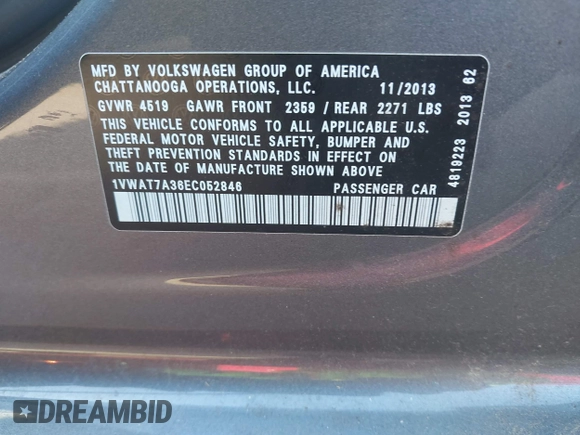 MFD BY VOLKSWAGEN GROUP OF AMERICA
CHATTANOOGA OPERATIONS, LLC. 11/2013
GVWR 4519 GAWR FRONT 2359 / REAR 2271 LBS
THIS VEHICLE CONFORMS TO ALL APPLICABLE U.S.
FEDERAL MOTOR VEHICLE SAFETY, BUMPER AND
THEFT PREVENTION STANDARDS IN EFFECT ON
THE DATE OF MANUFACTURE SHOWN ABOVE.
1VWAT7A36EC052846 PASSENGER CAR
4819223 2013 62
DREAMBID